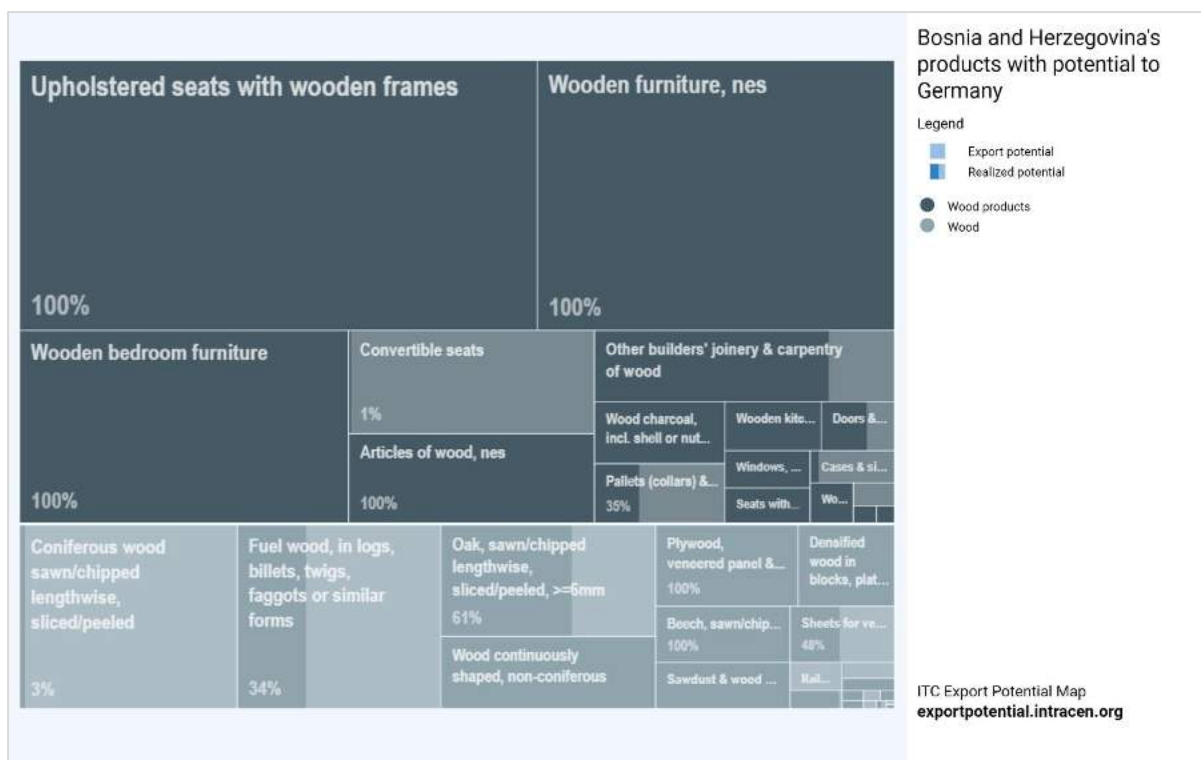 Upholstered seats with wooden frames
100%
Wooden furniture, nes
100%
Wooden bedroom furniture
100%
Convertible seats
1%
Articles of wood, nes
100%
Other builders' joinery & carpentry
of wood
Wood charcoal,
incl. shell or nut...
Pallets (collars) &...
35%
Wooden kitc...
Doors &...
Windows, ...
Cases & si...
Seats with...
Wo...
Coniferous wood
sawn/chipped
lengthwise,
sliced/peeled
3%
Fuel wood, in logs,
billets, twigs,
faggots or similar
forms
34%
Oak, sawn/chipped
lengthwise,
sliced/peeled, >=6mm
61%
Wood continuously
shaped, non-coniferous
Plywood,
veneered panel &...
100%
Densified
wood in
blocks, plat...
Beech, sawn/chip...
100%
Sheets for ve...
48%
Sawdust & wood ...
Rail...
Bosnia and Herzegovina's
products with potential to
Germany
Legend
Export potential
Realized potential
Wood products
Wood
ITC Export Potential Map
exportpotential.intracen.org